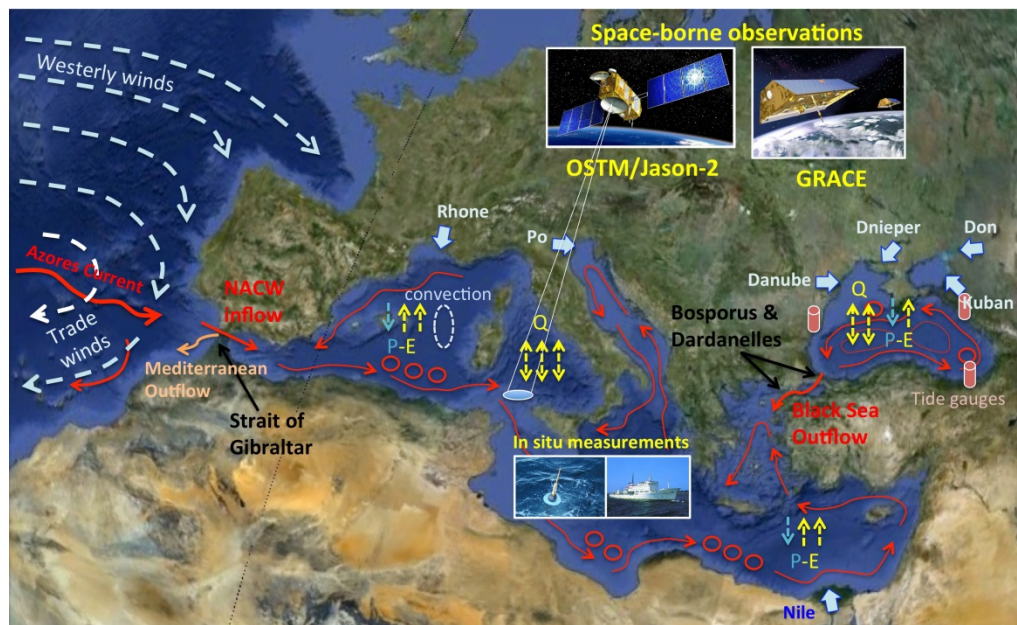 Space-borne observations
Westerly winds
OSTM/Jason-2
GRACE
Rhone
Po
Dnieper
Don
Danube
Kuban
Azores Current
NACW
Inflow
convection
Q
Q
P-E
P-E
Bosporus &
Dardanelles
Trade
winds
Mediterranean
Outflow
Strait of
Gibraltar
Black Sea
Outflow
Tide gauges
In situ measurements
P-E
Nile